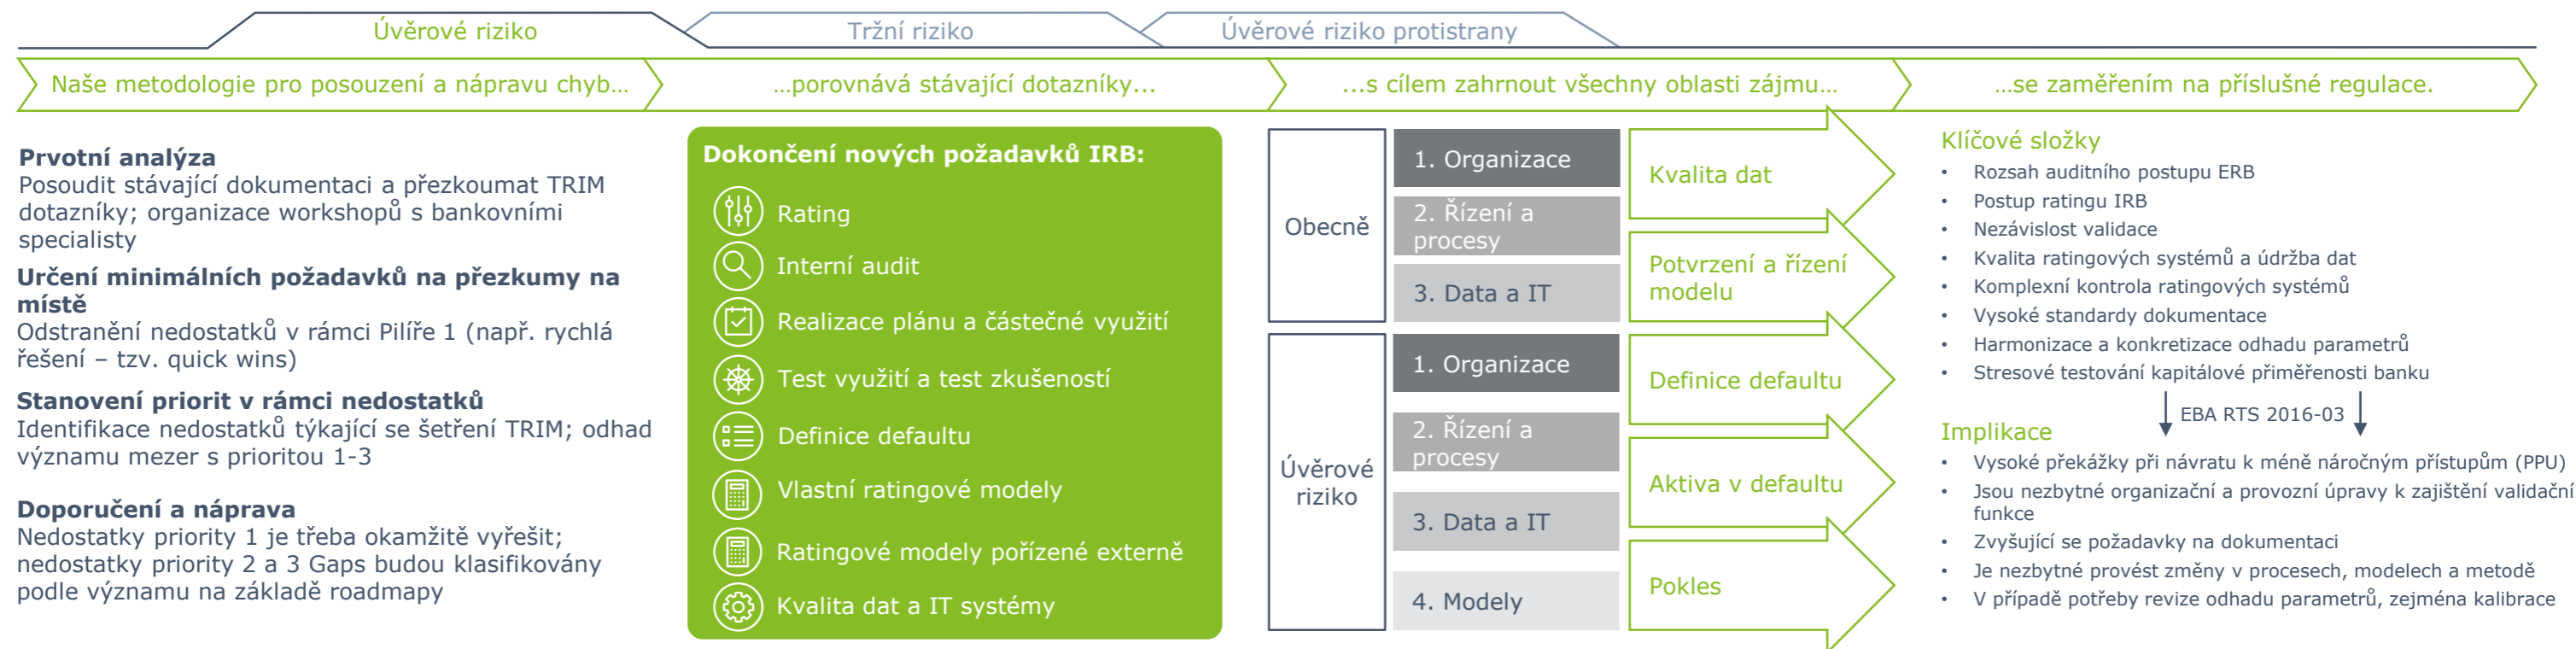 Úvěrové riziko
Tržní riziko
Úvěrové riziko protistrany
Naše metodologie pro posouzení a nápravu chyb…
…porovnává stávající dotazníky...
...s cílem zahrnout všechny oblasti zájmu…
…se zaměřením na příslušné regulace.
Prvotní analýza
Posoudit stávající dokumentaci a přezkoumat TRIM
dotazníky; organizace workshopů s bankovními
specialisty
Určení minimálních požadavků na přezkumy na
místě
Odstranění nedostatků v rámci Pilíře 1 (např. rychlá
řešení – tzv. quick wins)
Stanovení priorit v rámci nedostatků
Identifikace nedostatků týkající se šetření TRIM; odhad
významu mezer s prioritou 1-3
Doporučení a náprava
Nedostatky priority 1 je třeba okamžitě vyřešit;
nedostatky priority 2 a 3 Gaps budou klasifikovány
podle významu na základě roadmapy
Dokončení nových požadavků IRB:
Rating
Interní audit
Realizace plánu a částečné využití
Test využití a test zkušeností
Definice defaultu
Vlastní ratingové modely
Ratingové modely pořízené externě
Kvalita dat a IT systémy
Obecně
1. Organizace
2. Řízení a
procesy
3. Data a IT
Úvěrové
riziko
1. Organizace
2. Řízení a
procesy
3. Data a IT
4. Modely
Kvalita dat
Potvrzení a řízení
modelu
Definice defaultu
Aktiva v defaultu
Pokles
Klíčové složky
• Rozsah auditního postupu ERB
• Postup ratingu IRB
• Nezávislost validace
• Kvalita ratingových systémů a údržba dat
• Komplexní kontrola ratingových systémů
• Vysoké standardy dokumentace
• Harmonizace a konkretizace odhadu parametrů
• Stresové testování kapitálové přiměřenosti banku
EBA RTS 2016-03
Implikace
• Vysoké překážky při návratu k méně náročným přístupům (PPU)
• Jsou nezbytné organizační a provozní úpravy k zajištění validační
funkce
• Zvyšující se požadavky na dokumentaci
• Je nezbytné provést změny v procesech, modelech a metodě
• V případě potřeby revize odhadu parametrů, zejména kalibrace